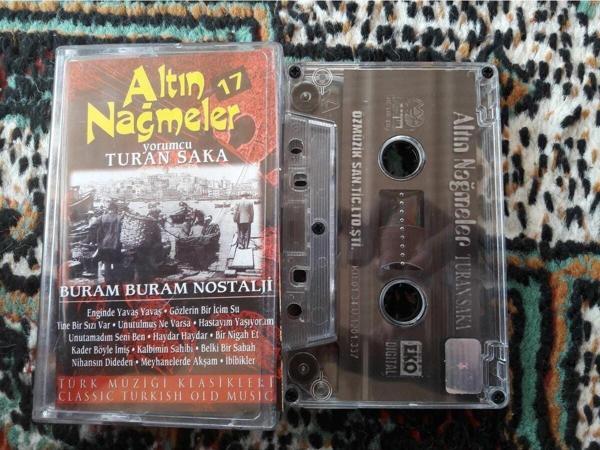 Altın 17
Nağmeler
yorumcu
TURAN SAKA
BURAM BURAM NOSTALJİ
Enginde Yavaş Yavaş • Gözlerin Bir İçim Su
Yine Bir Sızı Var • Unutulmuş Ne Varsa • Hastayım Yaşıyorum
Unutamadım Seni Ben • Haydar Haydar • Bir Nigah Et
Kader Böyle İmiş • Kalbimin Sahibi • Belki Bir Sabah
Nihansın Dideden • Meyhanelerde Akşam • İbibikler
TÜRK MÜZİĞİ KLASİKLERİ
CLASSIC TURKISH OLD MUSIC
Altın Nağmeler
TURAN SAKA
ÖZMÜZİK SAN.TİC.LTD.ŞTİ.
EKO
DIGITAL